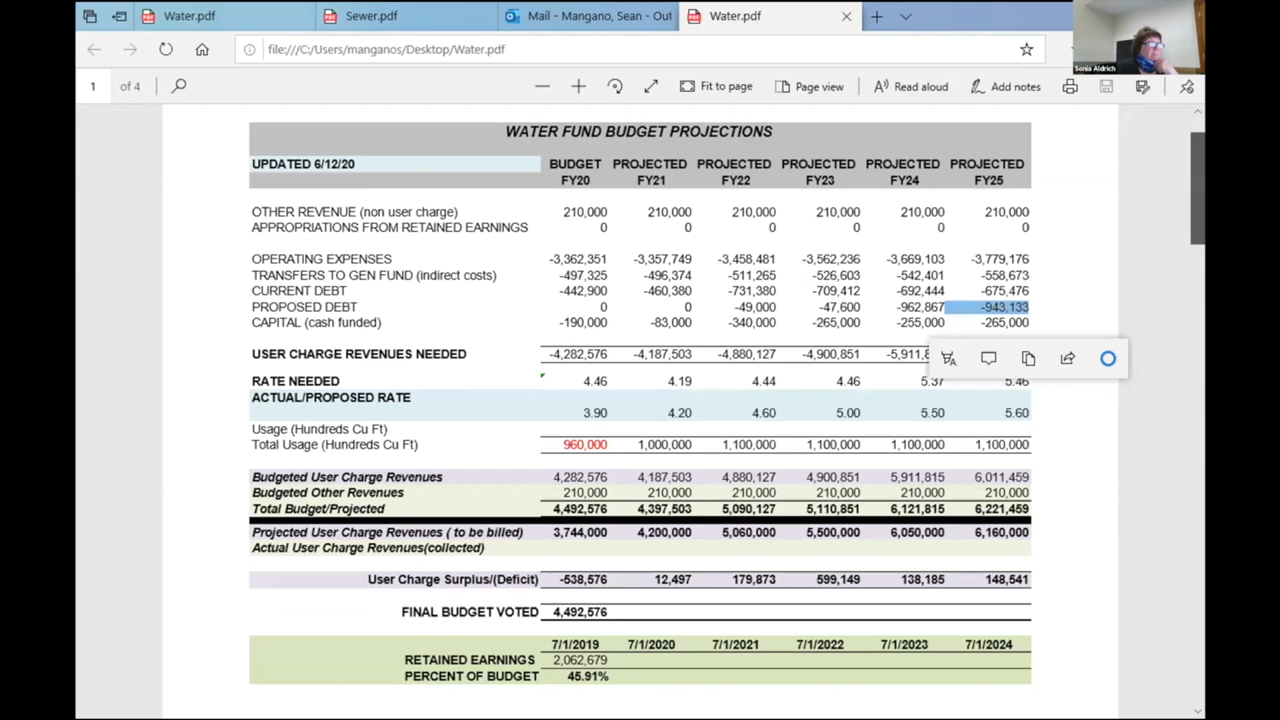 Water.pdf Sewer.pdf Mail - Mangano, Sean - Out Water.pdf
file:///C:/Users/manganos/Desktop/Water.pdf
Sonia Aldrich
1 of 4 Fit to page Page view Read aloud Add notes
WATER FUND BUDGET PROJECTIONS
UPDATED 6/12/20 BUDGET PROJECTED PROJECTED PROJECTED PROJECTED PROJECTED
FY20 FY21 FY22 FY23 FY24 FY25
OTHER REVENUE (non user charge) 210,000 210,000 210,000 210,000 210,000 210,000
APPROPRIATIONS FROM RETAINED EARNINGS 0 0 0 0 0 0
OPERATING EXPENSES -3,362,351 -3,357,749 -3,458,481 -3,562,236 -3,669,103 -3,779,176
TRANSFERS TO GEN FUND (indirect costs) -497,325 -496,374 -511,265 -526,603 -542,401 -558,673
CURRENT DEBT -442,900 -460,380 -731,380 -709,412 -692,444 -675,476
PROPOSED DEBT 0 0 -49,000 -47,600 -962,867 -943,133
CAPITAL (cash funded) -190,000 -83,000 -340,000 -265,000 -255,000 -265,000
USER CHARGE REVENUES NEEDED -4,282,576 -4,187,503 -4,880,127 -4,900,851
RATE NEEDED 4.46 4.19 4.44 4.46 5.37 5.46
ACTUAL/PROPOSED RATE
3.90 4.20 4.60 5.00 5.50 5.60
Usage (Hundreds Cu Ft)
Total Usage (Hundreds Cu Ft) 960,000 1,000,000 1,100,000 1,100,000 1,100,000 1,100,000
Budgeted User Charge Revenues 4,282,576 4,187,503 4,880,127 4,900,851 5,911,815 6,011,459
Budgeted Other Revenues 210,000 210,000 210,000 210,000 210,000 210,000
Total Budget/Projected 4,492,576 4,397,503 5,090,127 5,110,851 6,121,815 6,221,459
Projected User Charge Revenues ( to be billed) 3,744,000 4,200,000 5,060,000 5,500,000 6,050,000 6,160,000
Actual User Charge Revenues(collected)
User Charge Surplus/(Deficit) -538,576 12,497 179,873 599,149 138,185 148,541
FINAL BUDGET VOTED 4,492,576
7/1/2019 7/1/2020 7/1/2021 7/1/2022 7/1/2023 7/1/2024
RETAINED EARNINGS 2,062,679
PERCENT OF BUDGET 45.91%